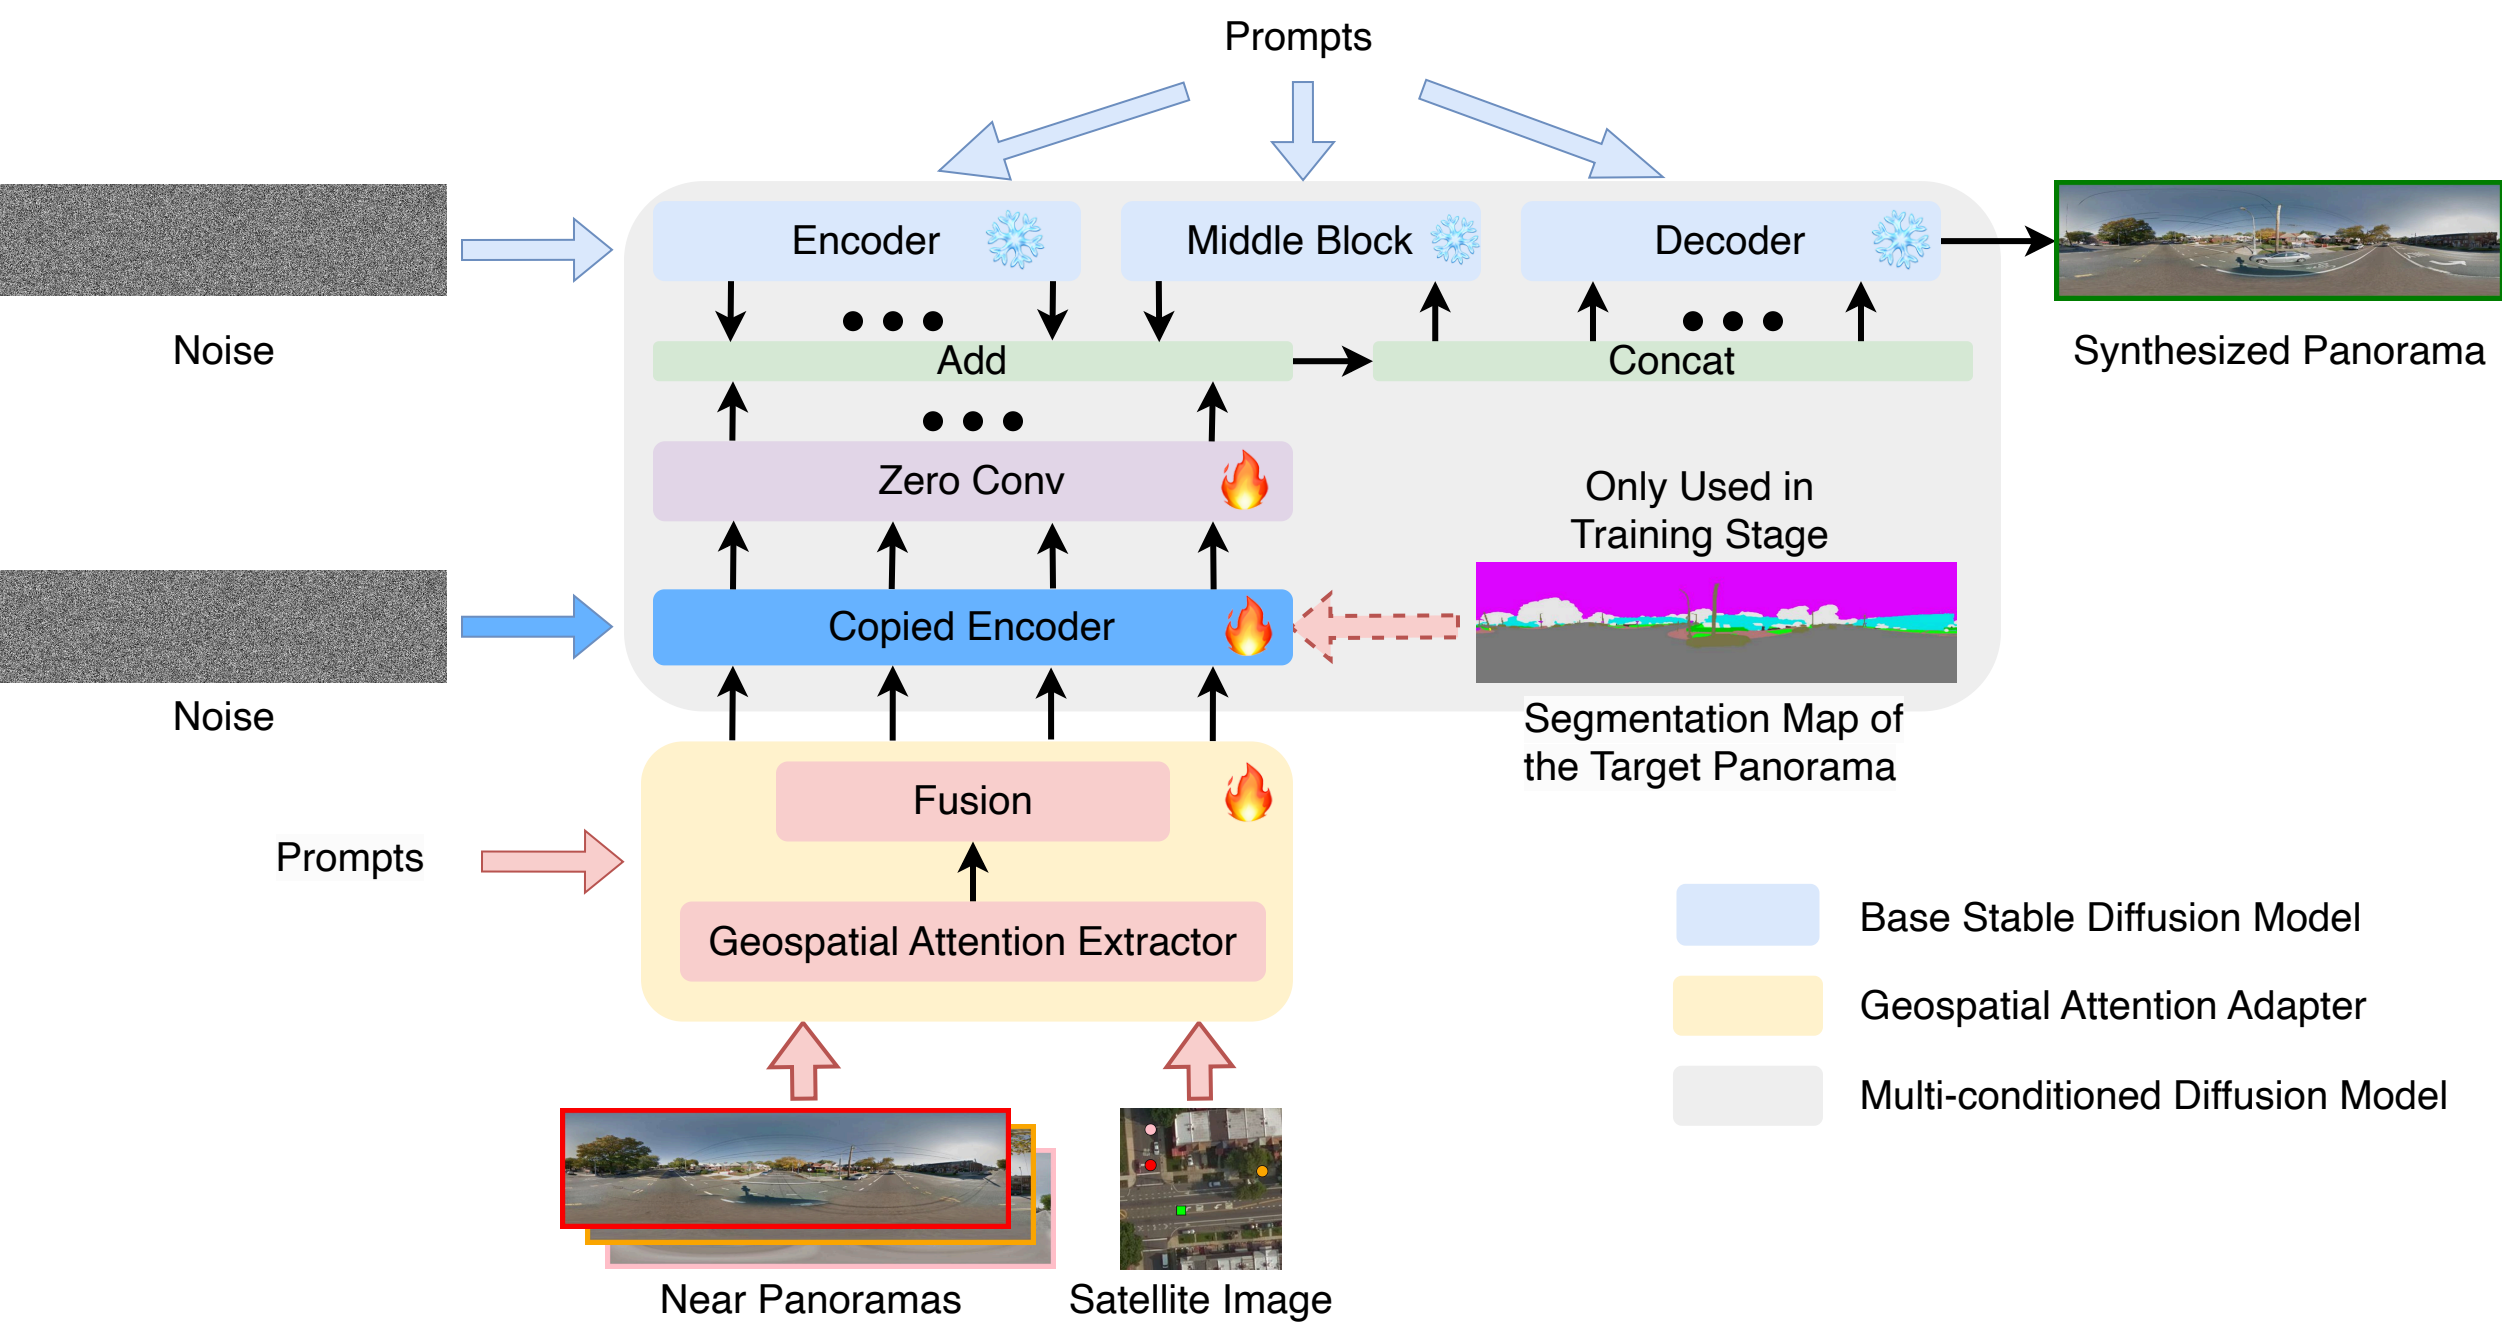 Prompts
Encoder
Middle Block
Decoder
Noise
Add
Concat
Synthesized Panorama
Zero Conv
Only Used in
Training Stage
Copied Encoder
Noise
Segmentation Map of
the Target Panorama
Fusion
Prompts
Geospatial Attention Extractor
Base Stable Diffusion Model
Geospatial Attention Adapter
Multi-conditioned Diffusion Model
Near Panoramas
Satellite Image